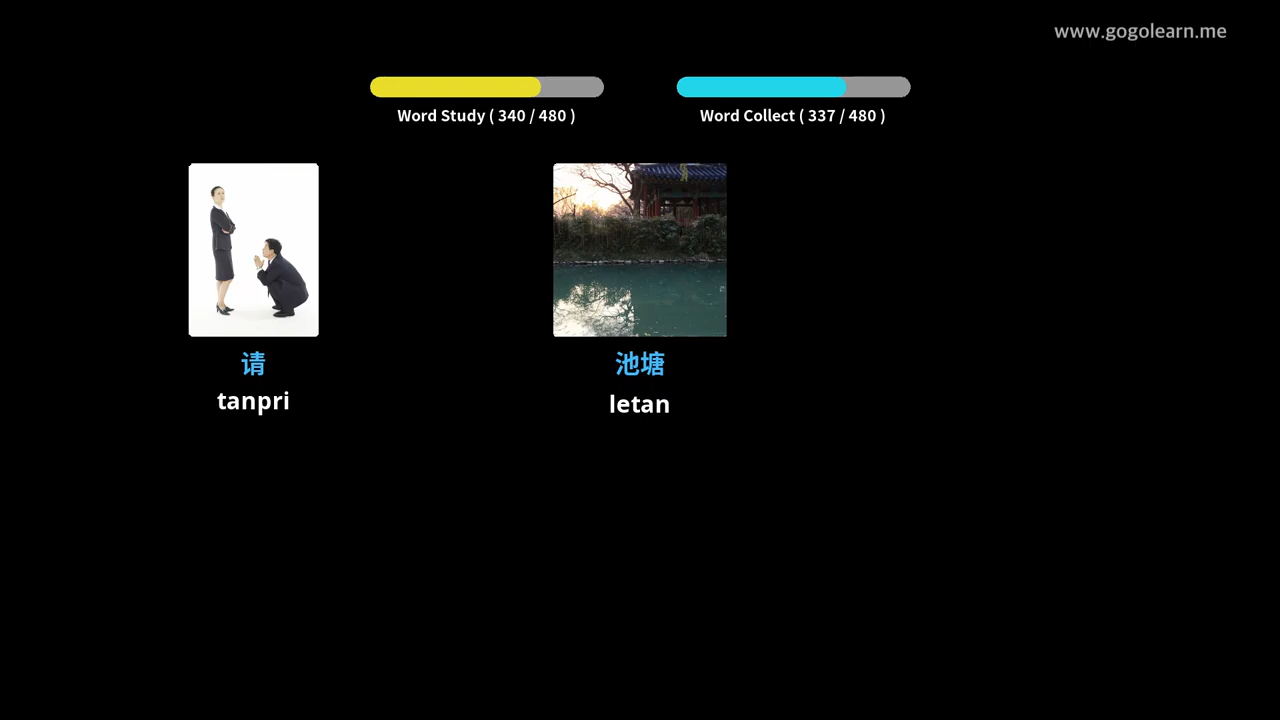 www.gogolearn.me
Word Study ( 340 / 480 )
Word Collect ( 337 / 480 )
请
tanpri
池塘
letan